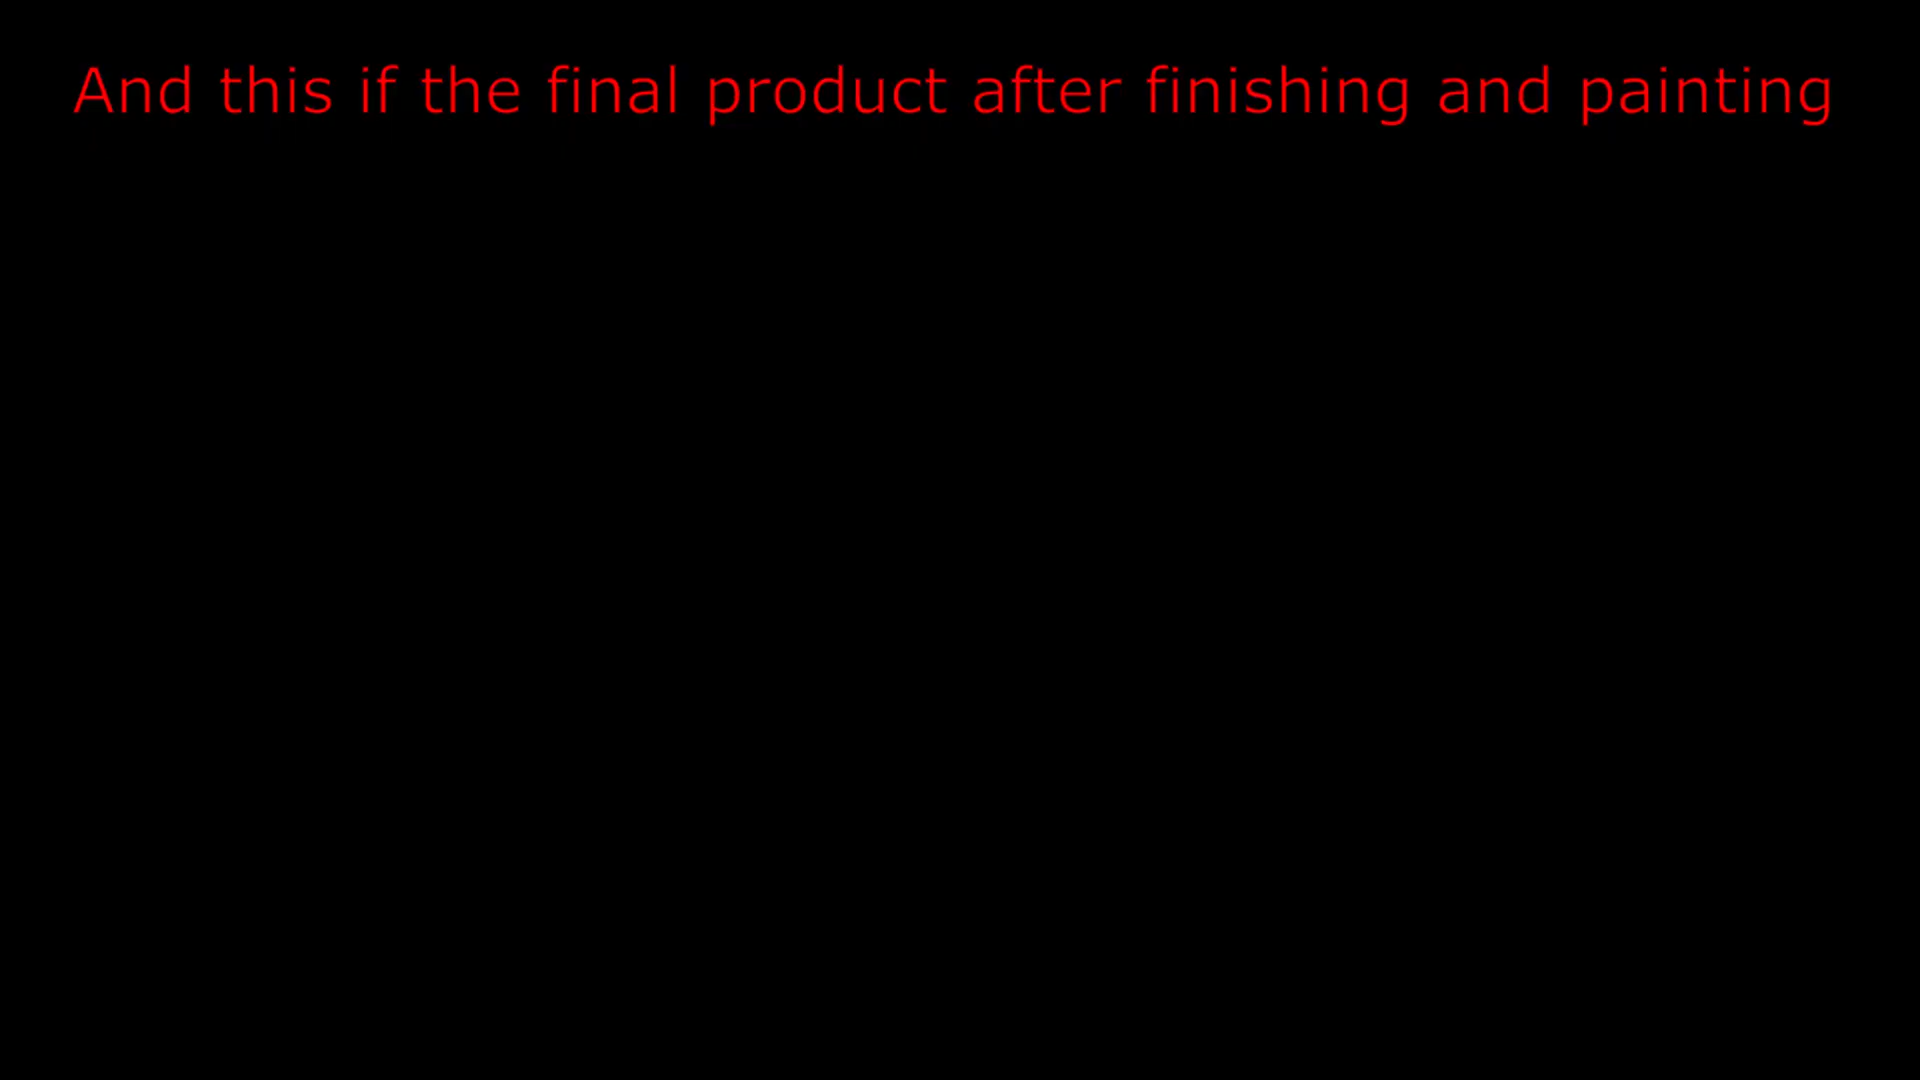 And this if the final product after finishing and painting